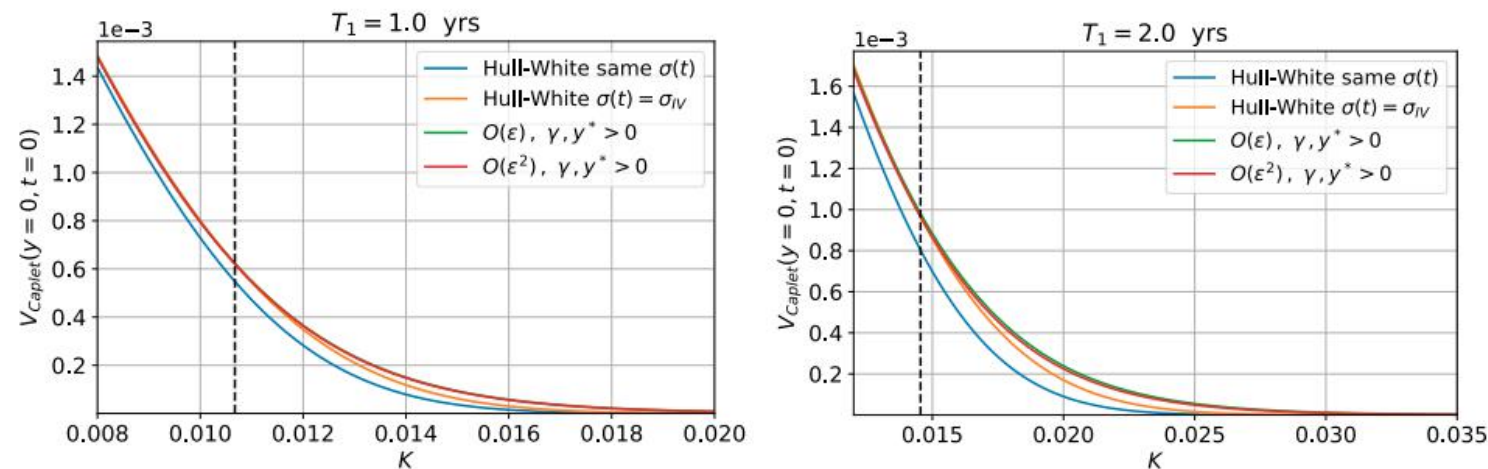 T₁ = 1.0 yrs
1e−3
V_Caplet(y = 0, t = 0)
1.4
1.2
1.0
0.8
0.6
0.4
0.2
0.008 0.010 0.012 0.014 0.016 0.018 0.020
K
Hull-White same σ(t)
Hull-White σ(t) = σ_IV
O(ε) , γ, y* > 0
O(ε²) , γ, y* > 0
T₁ = 2.0 yrs
1e−3
V_Caplet(y = 0, t = 0)
1.6
1.4
1.2
1.0
0.8
0.6
0.4
0.2
0.015 0.020 0.025 0.030 0.035
K
Hull-White same σ(t)
Hull-White σ(t) = σ_IV
O(ε) , γ, y* > 0
O(ε²) , γ, y* > 0